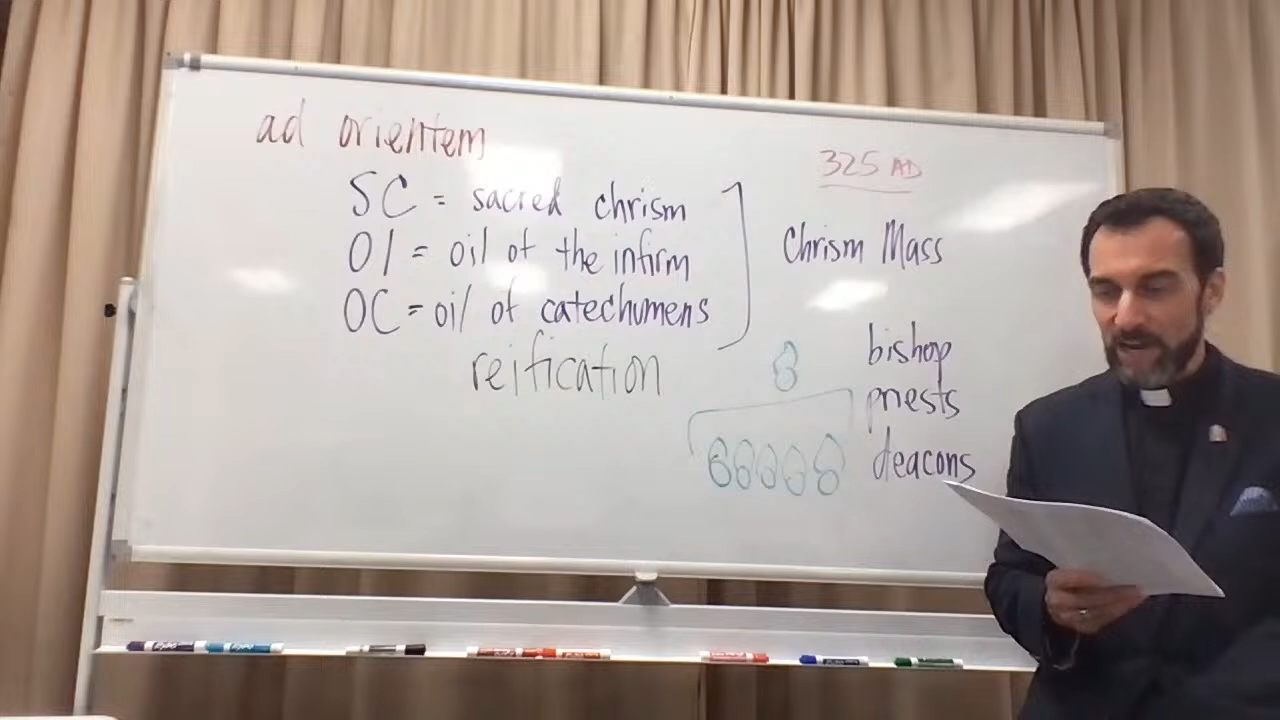 ad orientem
325 AD
SC = sacred chrism
OI = oil of the infirm
Chrism Mass
OC = oil of catechumens
reification
bishop
priests
deacons